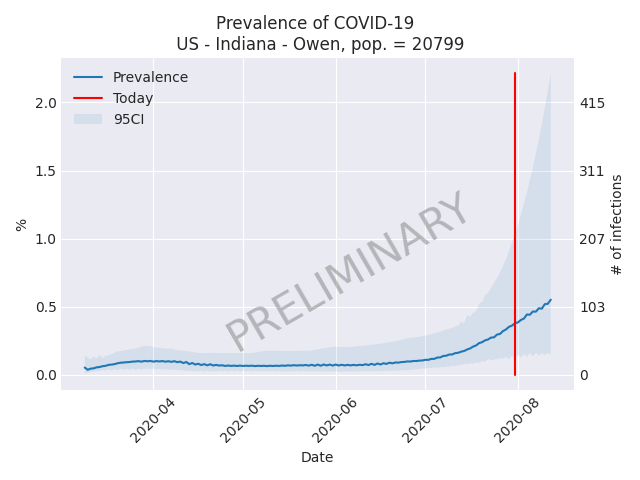 Prevalence of COVID-19
US - Indiana - Owen, pop. = 20799
Prevalence
Today
95CI
2.0
1.5
1.0
0.5
0.0
%
415
311
207
103
0
# of infections
PRELIMINARY
2020-04
2020-05
2020-06
2020-07
2020-08
Date